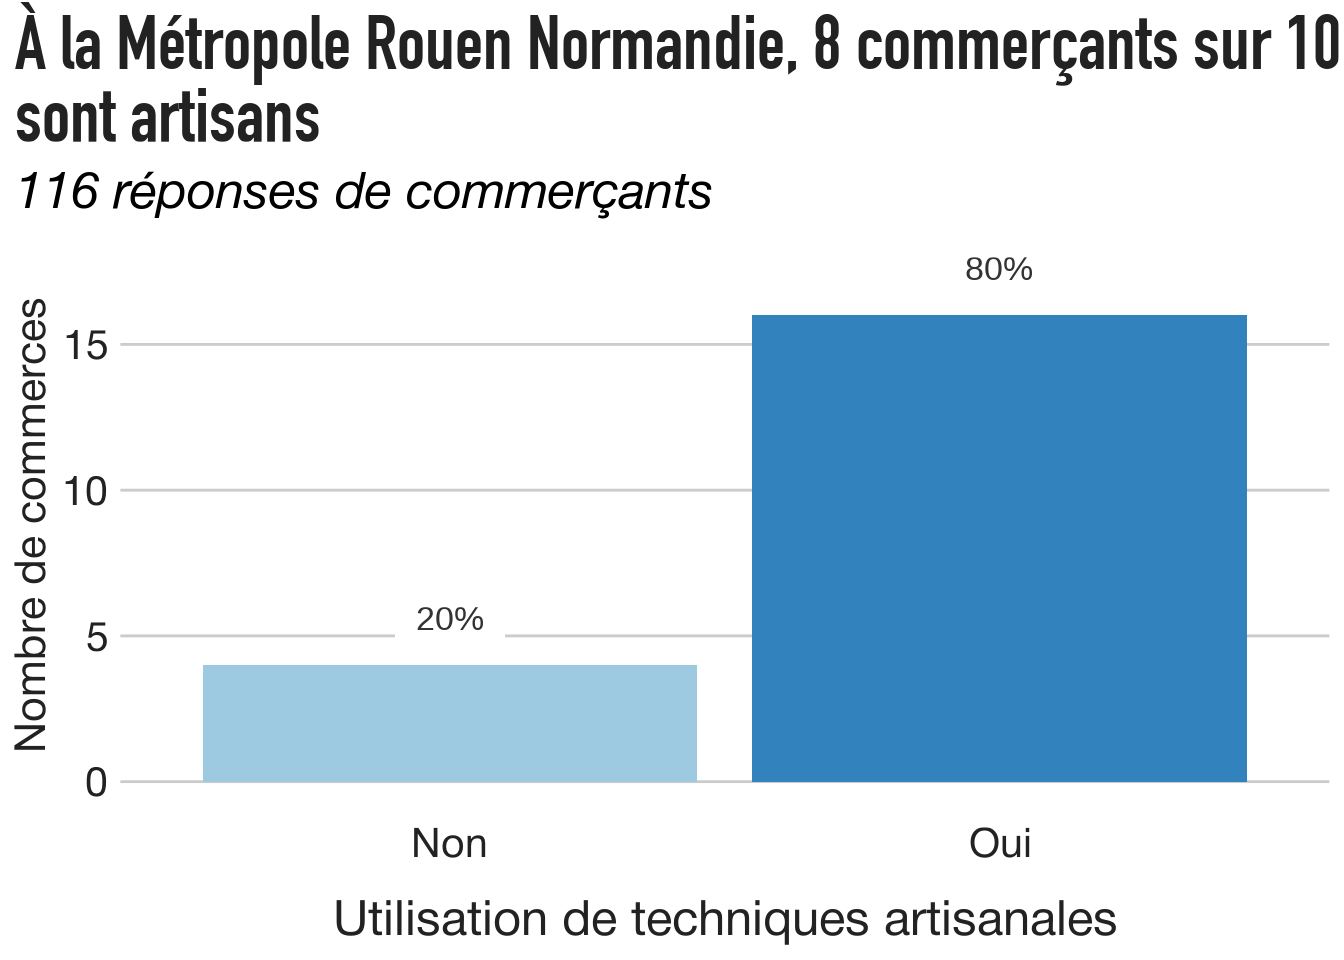 À la Métropole Rouen Normandie, 8 commerçants sur 10
sont artisans
116 réponses de commerçants
80%
Nombre de commerces
15
10
20%
5
0
Non
Oui
Utilisation de techniques artisanales